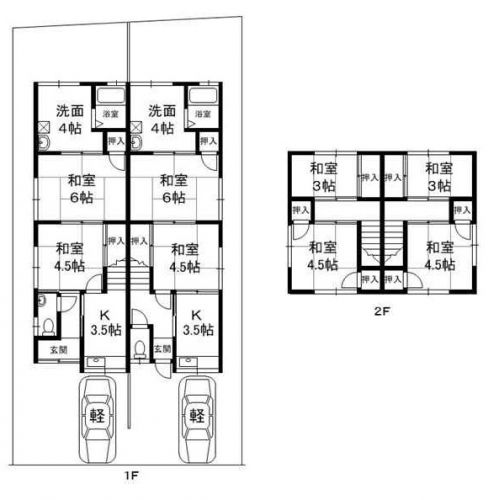 洗面
4帖
浴室
押入
洗面
4帖
浴室
押入
和室
6帖
和室
6帖
和室
4.5帖
押入
押入
和室
4.5帖
K
3.5帖
玄関
K
3.5帖
玄関
軽
軽
1F
和室
3帖
押入
押入
和室
3帖
押入
押入
和室
4.5帖
和室
4.5帖
押入
押入
2F